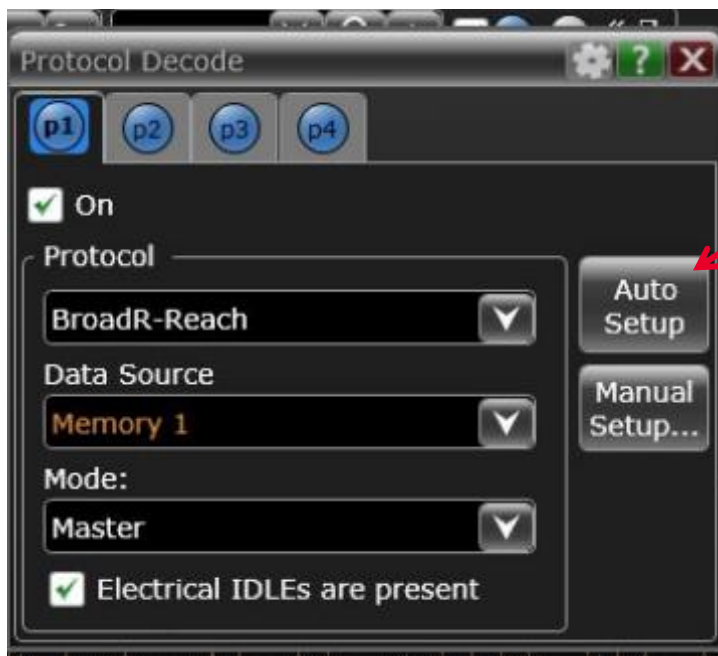 Protocol Decode
?
X
p1
p2
p3
p4
On
Protocol
BroadR-Reach
Auto
Setup
Data Source
Memory 1
Manual
Setup...
Mode:
Master
Electrical IDLEs are present